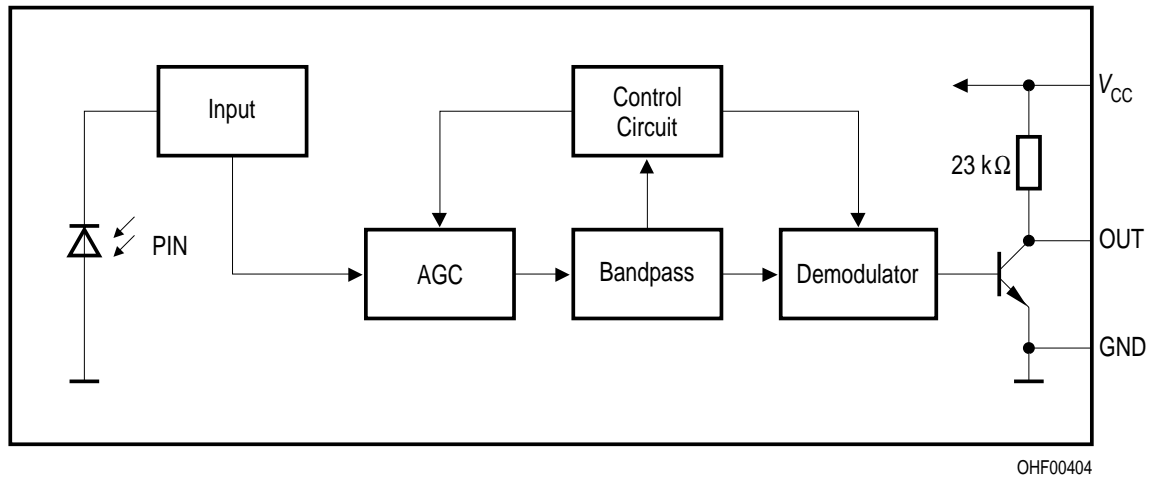 Input
Control
Circuit
V_CC
23 kΩ
PIN
AGC
Bandpass
Demodulator
OUT
GND
OHF00404